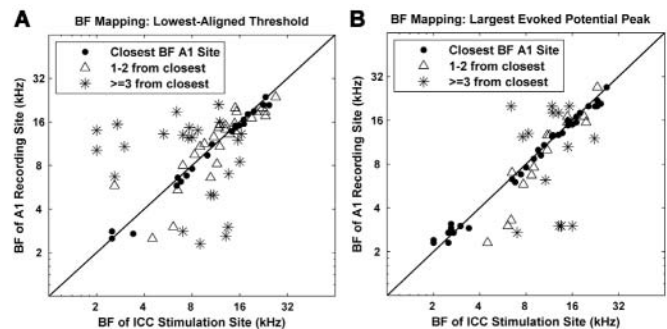 A
BF Mapping: Lowest-Aligned Threshold
Closest BF A1 Site
1-2 from closest
>=3 from closest
BF of A1 Recording Site (kHz)
32
16
8
4
2
2 4 8 16 32
BF of ICC Stimulation Site (kHz)
B
BF Mapping: Largest Evoked Potential Peak
Closest BF A1 Site
1-2 from closest
>=3 from closest
BF of A1 Recording Site (kHz)
32
16
8
4
2
2 4 8 16 32
BF of ICC Stimulation Site (kHz)